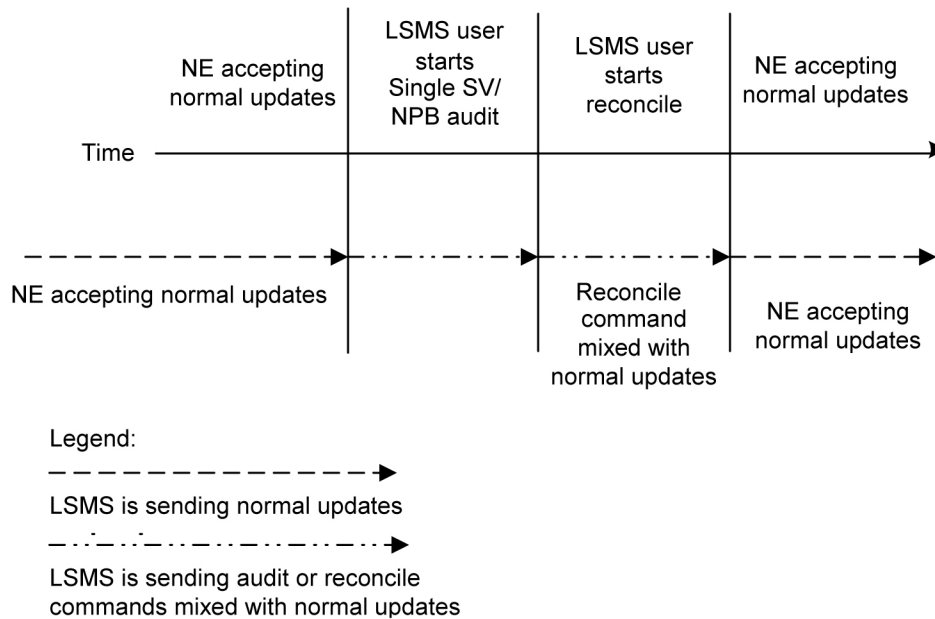 NE accepting
normal updates
LSMS user
starts
Single SV/
NPB audit
LSMS user
starts
reconcile
NE accepting
normal updates
Time
NE accepting normal updates
Reconcile
command
mixed with
normal updates
NE accepting
normal updates
Legend:
LSMS is sending normal updates
LSMS is sending audit or reconcile
commands mixed with normal updates